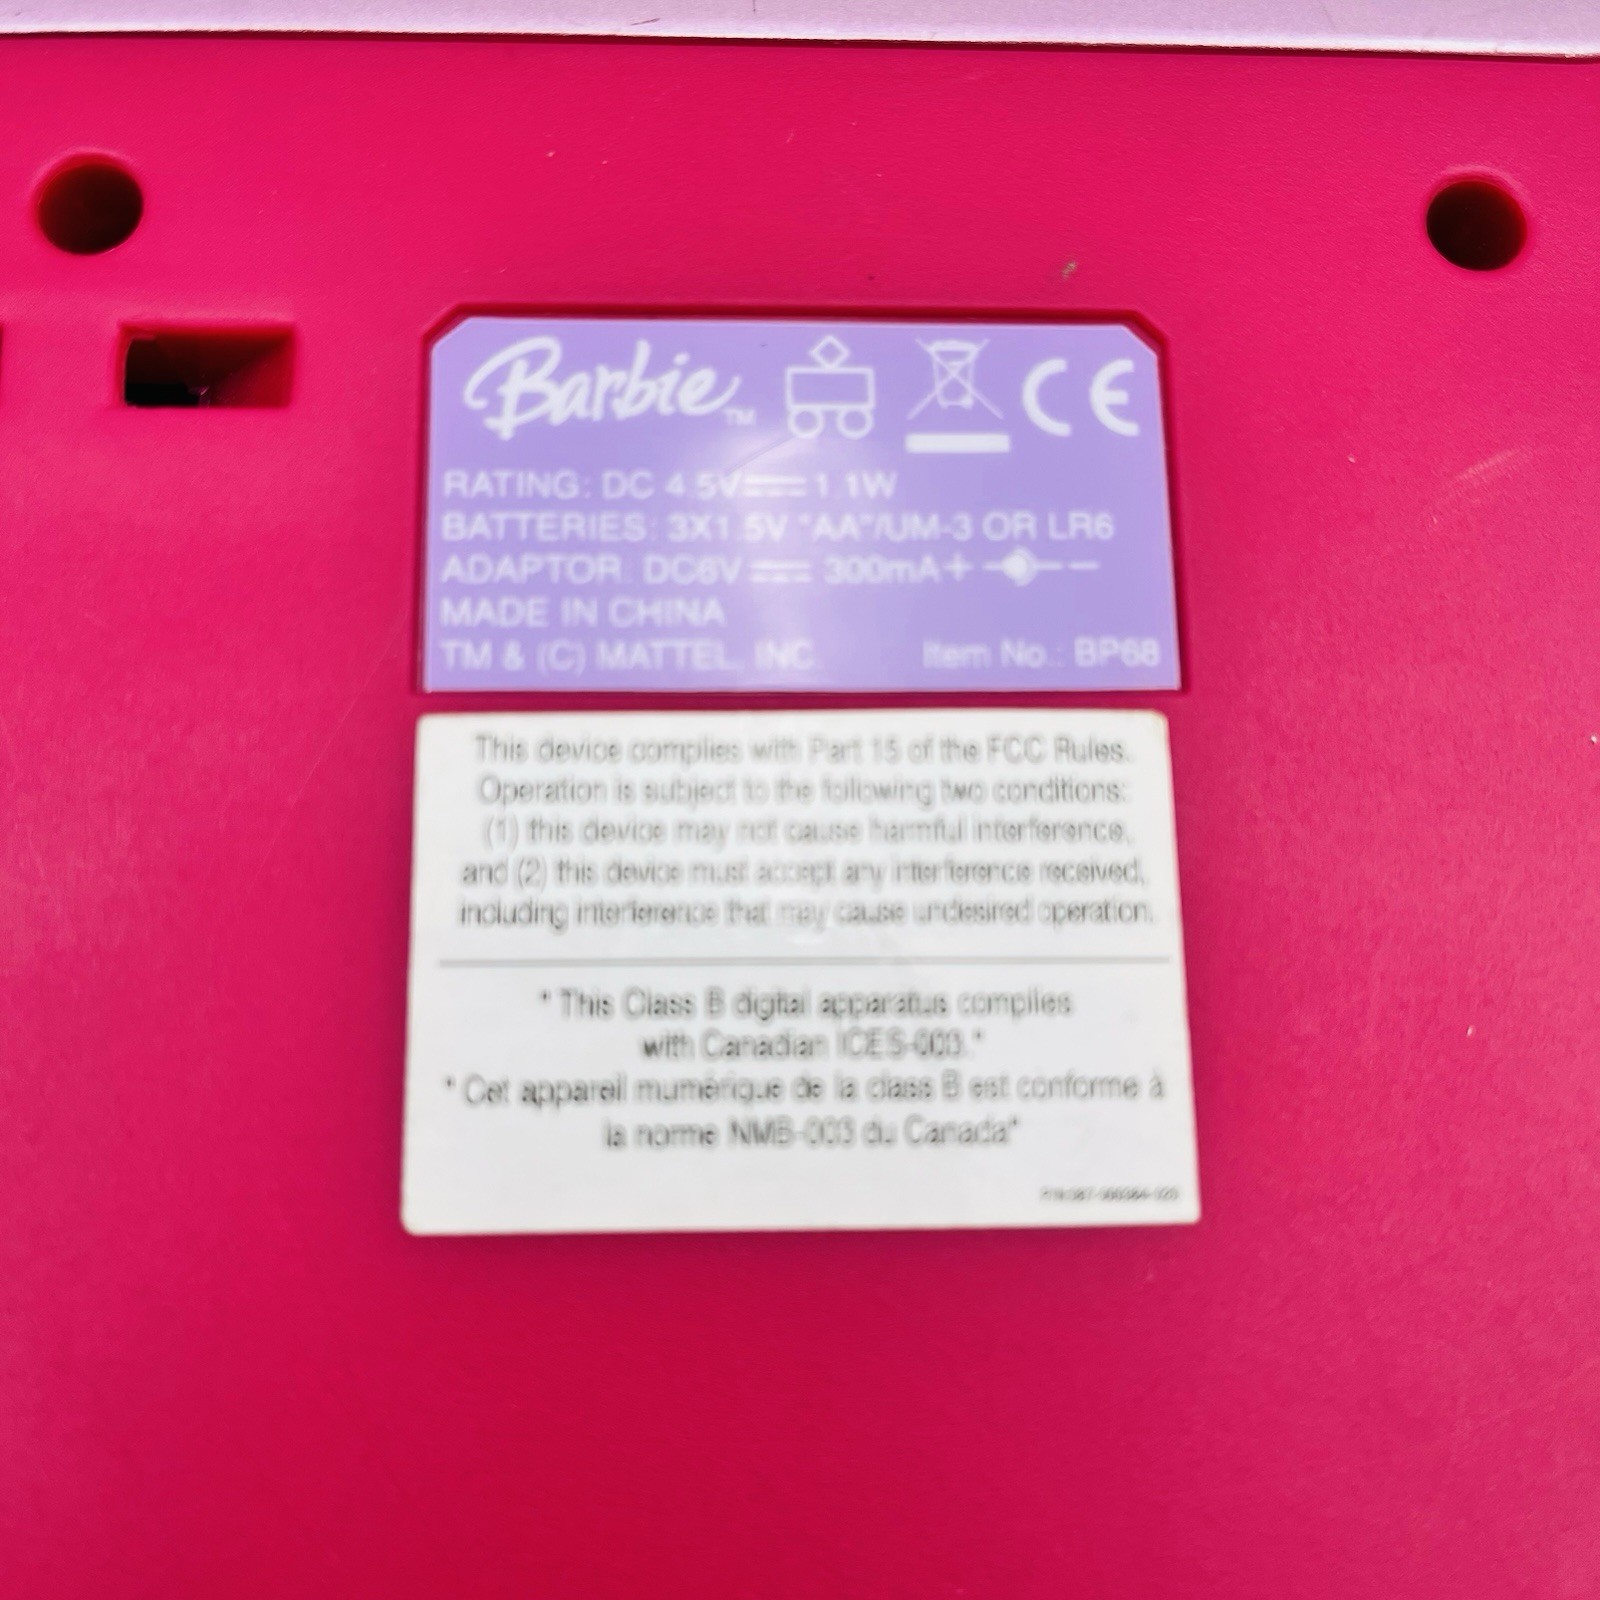 Barbie™
CE
RATING: DC 4.5V 1.1W
BATTERIES: 3X1.5V "AA"/UM-3 OR LR6
ADAPTOR: DC6V 300mA + -
MADE IN CHINA
TM & (C) MATTEL, INC. Item No.: BP68
This device complies with Part 15 of the FCC Rules.
Operation is subject to the following two conditions:
(1) this device may not cause harmful interference,
and (2) this device must accept any interference received,
including interference that may cause undesired operation.
* This Class B digital apparatus complies
with Canadian ICES-003.*
* Cet appareil mumérique de la class B est conforme à
la norme NMB-003 du Canada*